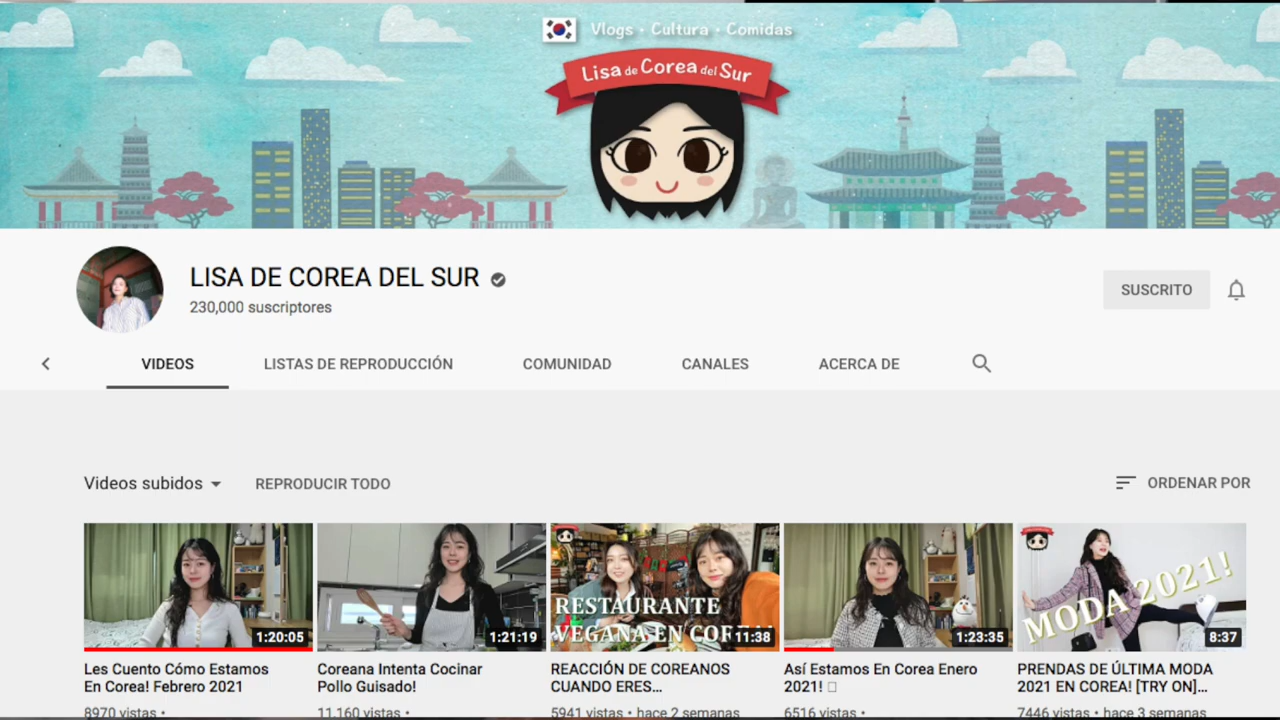 Vlogs • Cultura • Comidas
Lisa de Corea del Sur
LISA DE COREA DEL SUR
230,000 suscriptores
SUSCRITO
VIDEOS LISTAS DE REPRODUCCIÓN COMUNIDAD CANALES ACERCA DE
Videos subidos REPRODUCIR TODO
ORDENAR POR
1:20:05
1:21:19
RESTAURANTE
VEGANA EN COREA
11:38
1:23:35
MODA 2021!
8:37
Les Cuento Cómo Estamos
En Corea! Febrero 2021
8970 vistas •
Coreana Intenta Cocinar
Pollo Guisado!
11,160 vistas •
REACCIÓN DE COREANOS
CUANDO ERES...
5941 vistas • hace 2 semanas
Así Estamos En Corea Enero
2021!
6516 vistas •
PRENDAS DE ÚLTIMA MODA
2021 EN COREA! [TRY ON]...
7446 vistas • hace 3 semanas